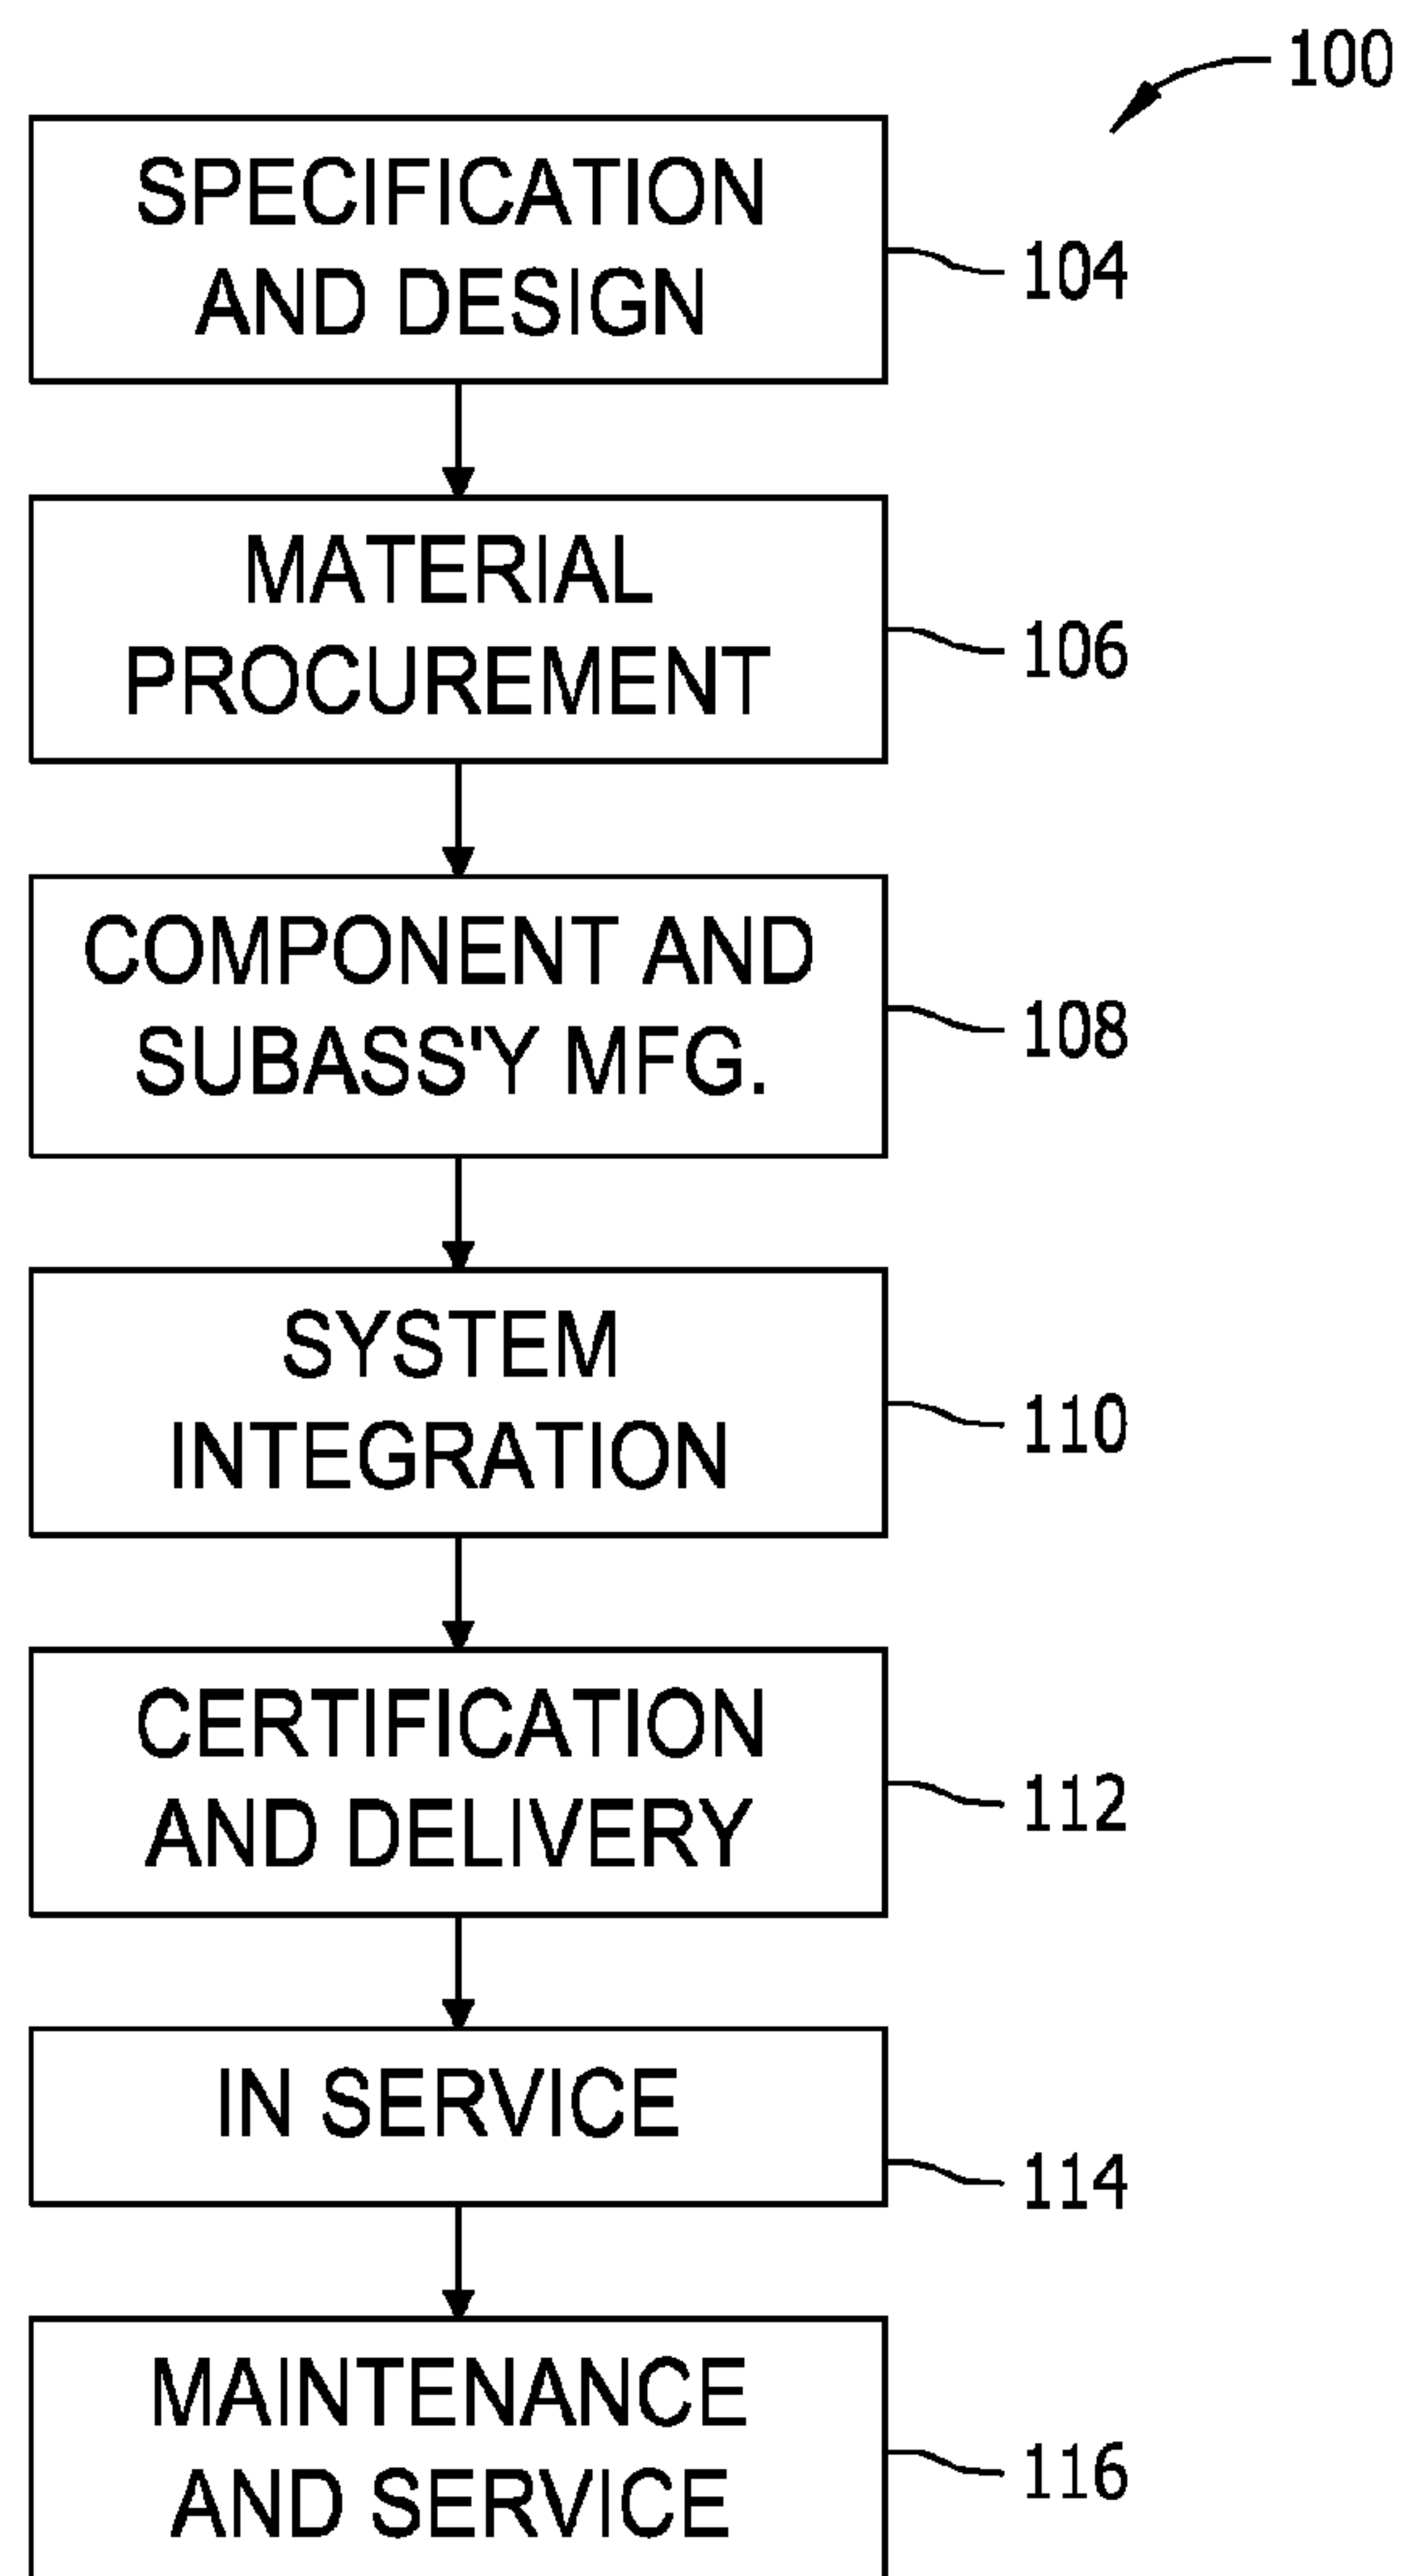 100
SPECIFICATION
AND DESIGN
104
MATERIAL
PROCUREMENT
106
COMPONENT AND
SUBASS'Y MFG.
108
SYSTEM
INTEGRATION
110
CERTIFICATION
AND DELIVERY
112
IN SERVICE
114
MAINTENANCE
AND SERVICE
116